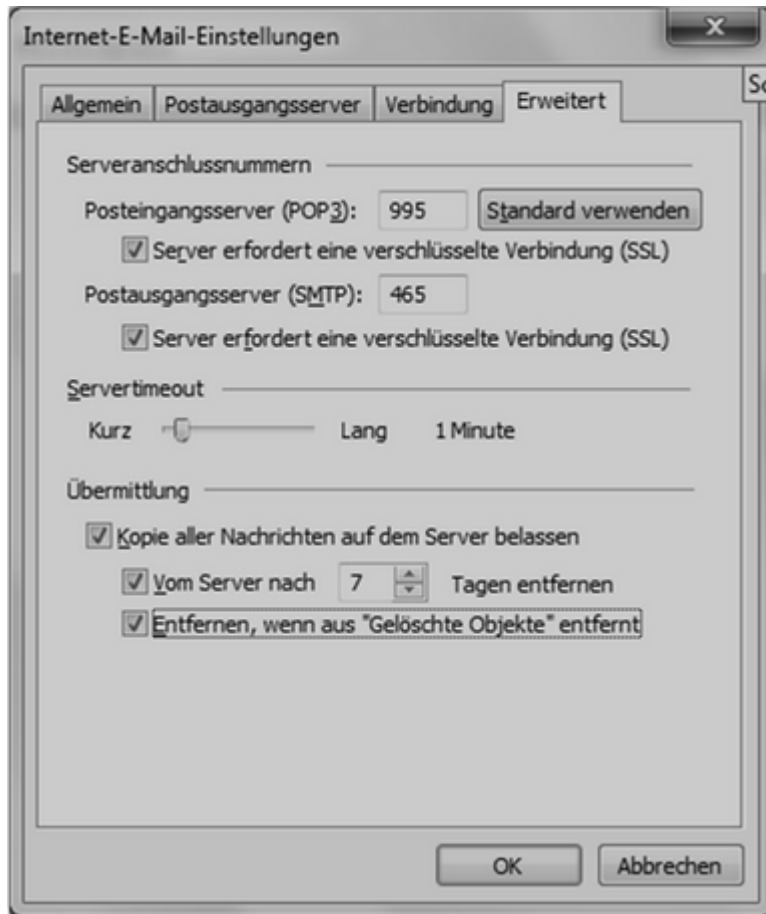 Internet-E-Mail-Einstellungen
Allgemein Postausgangsserver Verbindung Erweitert
Serveranschlussnummern
Posteingangsserver (POP3): 995 Standard verwenden
Server erfordert eine verschlüsselte Verbindung (SSL)
Postausgangsserver (SMTP): 465
Server erfordert eine verschlüsselte Verbindung (SSL)
Servertimeout
Kurz Lang 1 Minute
Übermittlung
Kopie aller Nachrichten auf dem Server belassen
Vom Server nach 7 Tagen entfernen
Entfernen, wenn aus "Gelöschte Objekte" entfernt
OK Abbrechen